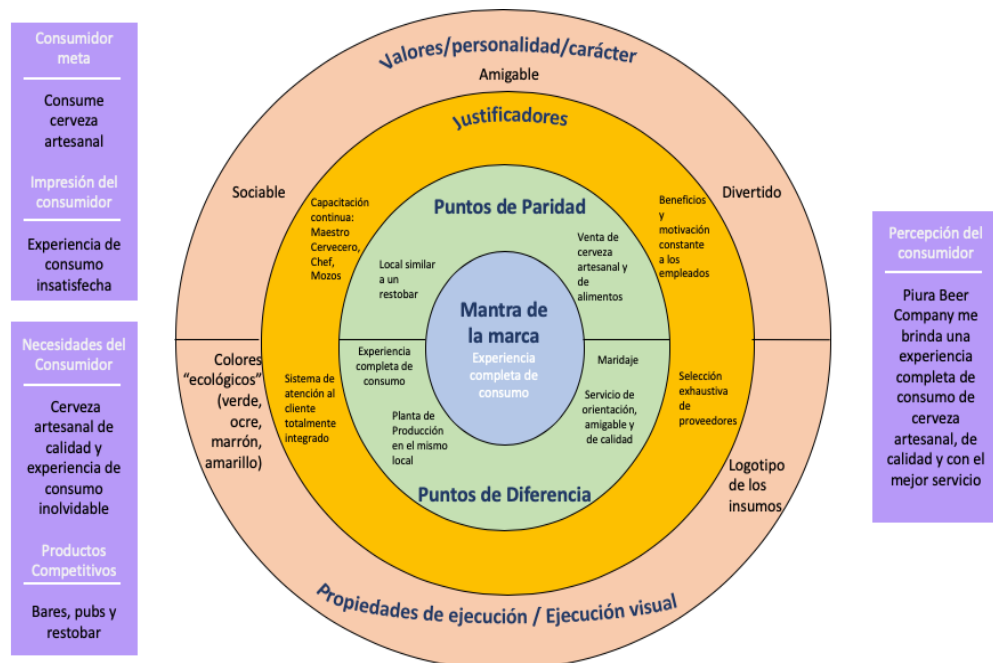 Consumidor
meta
Consume
cerveza
artesanal
Impresión del
consumidor
Experiencia de
consumo
insatisfecha
Necesidades del
Consumidor
Cerveza
artesanal de
calidad y
experiencia de
consumo
inolvidable
Productos
Competitivos
Bares, pubs y
restobar
Valores/personalidad/carácter
Amigable
Sociable
Divertido
Justificadores
Capacitación
continua:
Maestro
Cervecero,
Chef,
Mozos
Beneficios
y
motivación
constante
a los
empleados
Puntos de Paridad
Local similar
a un
restobar
Venta de
cerveza
artesanal y
de
alimentos
Mantra de
la marca
Experiencia
completa de
consumo
Experiencia
completa de
consumo
Planta de
Producción
en el mismo
local
Maridaje
Servicio de
orientación,
amigable y
de calidad
Puntos de Diferencia
Sistema de
atención al
cliente
totalmente
integrado
Selección
exhaustiva
de
proveedores
Colores
“ecológicos”
(verde,
ocre,
marrón,
amarillo)
Logotipo
de los
insumos
Propiedades de ejecución / Ejecución visual
Percepción del
consumidor
Piura Beer
Company me
brinda una
experiencia
completa de
consumo de
cerveza
artesanal, de
calidad y con el
mejor servicio